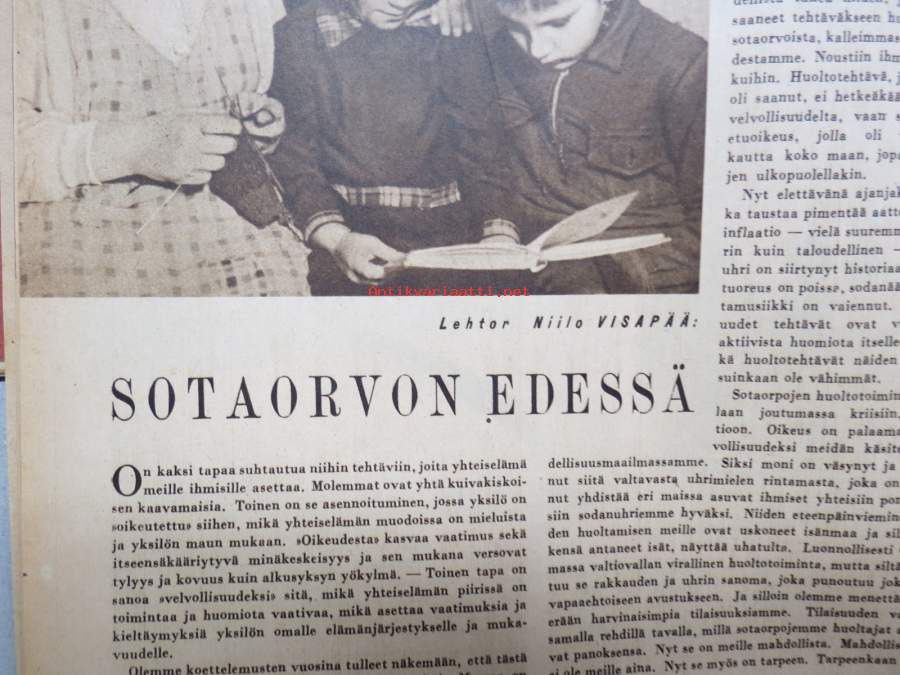 Antikvariaatti.net
Lehtor Niilo VISAPÄÄ:
SOTAORVON EDESSÄ
On kaksi tapaa suhtautua niihin tehtäviin, joita yhteiselämä
meille ihmisille asettaa. Molemmat ovat yhtä kuivakiskoi-
sen kaavamaisia. Toinen on se asennoituminen, jossa yksilö on
»oikeutettu» siihen, mikä yhteiselämän muodoissa on mieluista
ja yksilön maun mukaan. »Oikeudesta» kasvaa vaatimus sekä
itseensäkääriytyvä minäkeskeisyys ja sen mukana versovat
tylyys ja kovuus kuin alkusyksyn yökylmä. — Toinen tapa on
sanoa »velvollisuudeksi» sitä, mikä yhteiselämän piirissä on
toimintaa ja huomiota vaativaa, mikä asettaa vaatimuksia ja
kieltäymyksiä yksilön omalle elämänjärjestykselle ja muka-
vuudelle.
Olemme koettelemusten vuosina tulleet näkemään, että tästä
saaneet tehtäväkseen
sotaorvoista, kalleimmas
destamme. Noustiin ihm
kuihin. Huoltotehtävä, j
oli saanut, ei hetkeäkää
velvollisuudelta, vaan s
etuoikeus, jolla oli
kautta koko maan, jopa
jen ulkopuolellakin.
Nyt elettävänä ajanjak
ka taustaa pimentää aatte
inflaatio — vielä suuremm
rin kuin taloudellinen —
uhri on siirtynyt historiaa
tuoreus on poissa, sodanää
tamusiikki on vaiennut.
uudet tehtävät ovat v
aktiivista huomiota itselle
kä huoltotehtävät näiden
suinkaan ole vähimmät.
Sotaorpojen huoltotoimin
laan joutumassa kriisiin,
tioon. Oikeus on palaama
vollisuudeksi meidän käsite
dellisuusmaailmassamme. Siksi moni on väsynyt ja
nut siitä valtavasta uhrimielen rintamasta, joka on
nut yhdistää eri maissa asuvat ihmiset yhteisiin pon
siin sodanuhriemme hyväksi. Niiden eteenpäinviemine
den huoltamisen meille ovat uskoneet isänmaa ja sil
kensä antaneet isät, näyttää uhatulta. Luonnollisesti
massa valtiovallan virallinen huoltotoiminta, mutta siltä
tuu se rakkauden ja uhrin sanoma, joka punoutuu jok
vapaaehtoiseen avustukseen. Ja silloin olemme menettä
erään harvinaisimpia tilaisuuksiamme. Tilaisuuden
samalla rehdillä tavalla, millä sotaorpojemme huoltajat
vat panoksensa. Nyt se on meille mahdollista. Mahdollis
ei ole meille aina. Nyt se myös on tarpeen. Tarpeenkaan